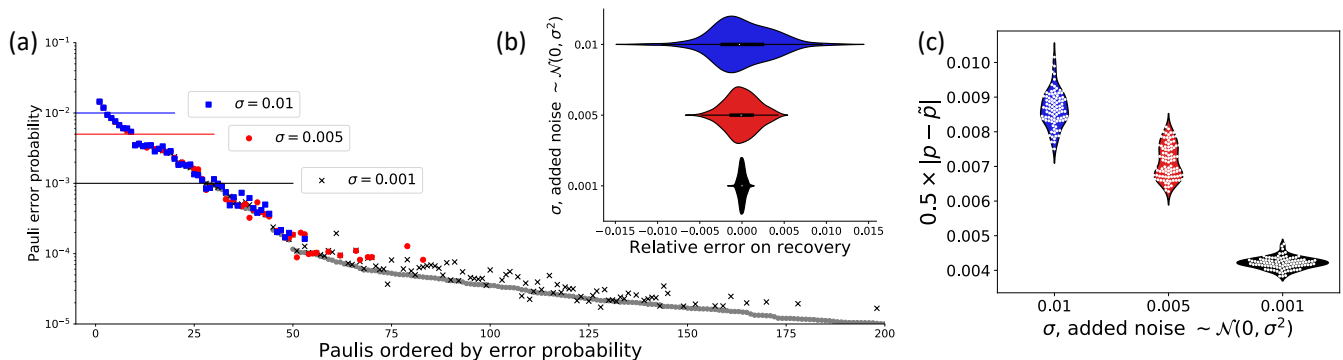 (a)
Pauli error probability
10⁻¹
10⁻²
10⁻³
10⁻⁴
10⁻⁵
σ = 0.01
σ = 0.005
σ = 0.001
0 25 50 75 100 125 150 175 200
Paulis ordered by error probability
(b)
σ, added noise ~ 𝒩(0, σ²)
0.01
0.005
0.001
−0.015 −0.010 −0.005 0.000 0.005 0.010 0.015
Relative error on recovery
(c)
0.5 × |p − p̃|
0.010
0.009
0.008
0.007
0.006
0.005
0.004
0.01 0.005 0.001
σ, added noise ~ 𝒩(0, σ²)